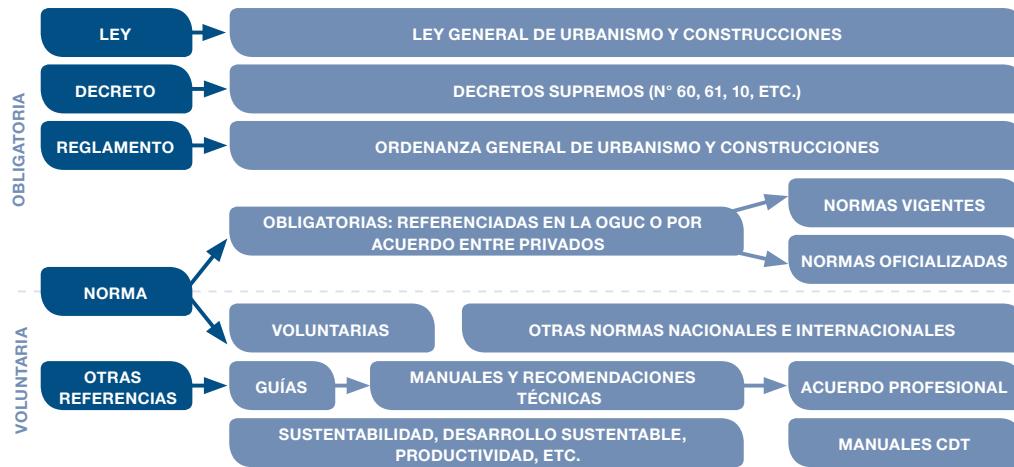 OBLIGATORIA
LEY
LEY GENERAL DE URBANISMO Y CONSTRUCCIONES
DECRETO
DECRETOS SUPREMOS (N° 60, 61, 10, ETC.)
REGLAMENTO
ORDENANZA GENERAL DE URBANISMO Y CONSTRUCCIONES
NORMA
OBLIGATORIAS: REFERENCIADAS EN LA OGUC O POR
ACUERDO ENTRE PRIVADOS
NORMAS VIGENTES
NORMAS OFICIALIZADAS
VOLUNTARIA
VOLUNTARIAS
OTRAS NORMAS NACIONALES E INTERNACIONALES
OTRAS
REFERENCIAS
GUÍAS
MANUALES Y RECOMENDACIONES
TÉCNICAS
ACUERDO PROFESIONAL
SUSTENTABILIDAD, DESARROLLO SUSTENTABLE,
PRODUCTIVIDAD, ETC.
MANUALES CDT